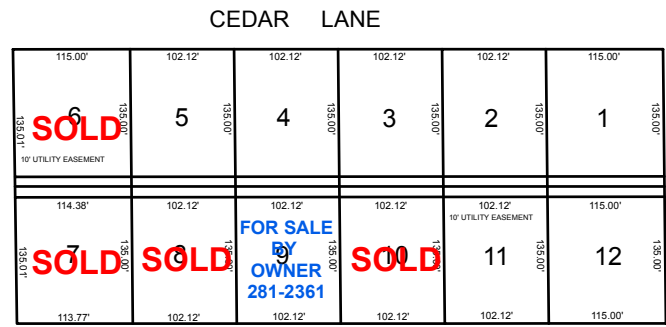 CEDAR LANE
115.00' 102.12' 102.12' 102.12' 102.12' 115.00'
6 5 4 3 2 1
SOLD
135.01' 135.00' 135.00' 135.00' 135.00' 135.00' 135.00'
10' UTILITY EASEMENT
114.38' 102.12' 102.12' 102.12' 102.12' 115.00'
10' UTILITY EASEMENT
7 8 9 10 11 12
SOLD SOLD SOLD
FOR SALE
BY
OWNER
281-2361
135.01' 135.00' 135.00' 135.00' 135.00' 135.00'
113.77' 102.12' 102.12' 102.12' 102.12' 115.00'